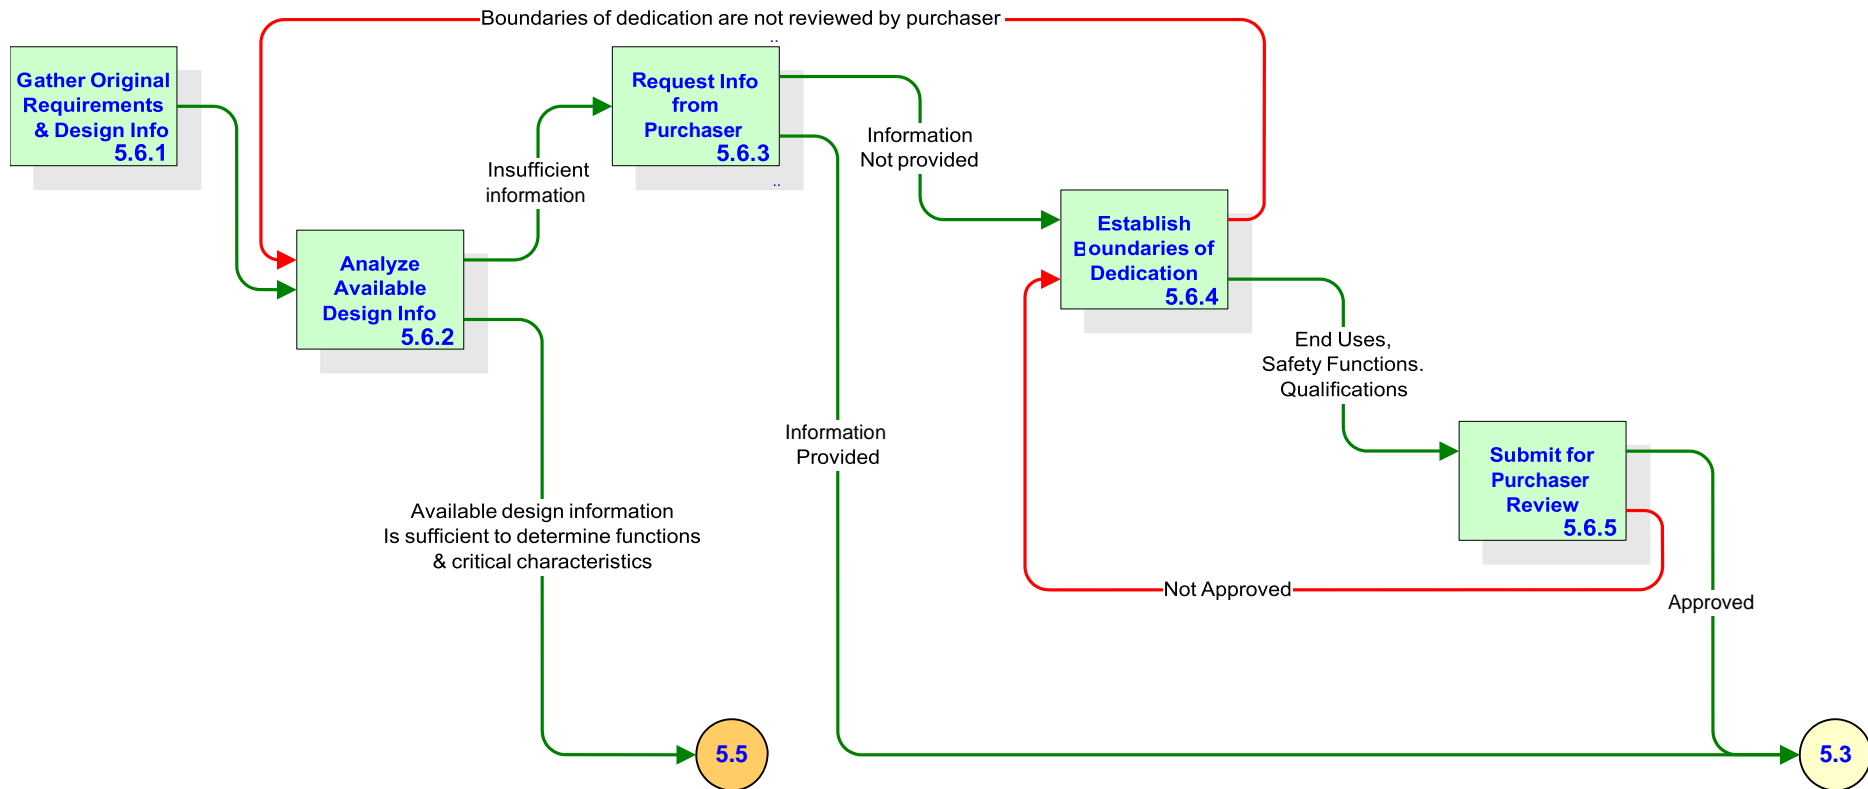 Boundaries of dedication are not reviewed by purchaser
Gather Original
Requirements
& Design Info
5.6.1
..
Request Info
from
Purchaser
5.6.3
..
Insufficient
information
Information
Not provided
Analyze
Available
Design Info
5.6.2
Establish
Boundaries of
Dedication
5.6.4
End Uses,
Safety Functions.
Qualifications
Information
Provided
Submit for
Purchaser
Review
5.6.5
Available design information
Is sufficient to determine functions
& critical characteristics
Not Approved
Approved
5.5
5.3